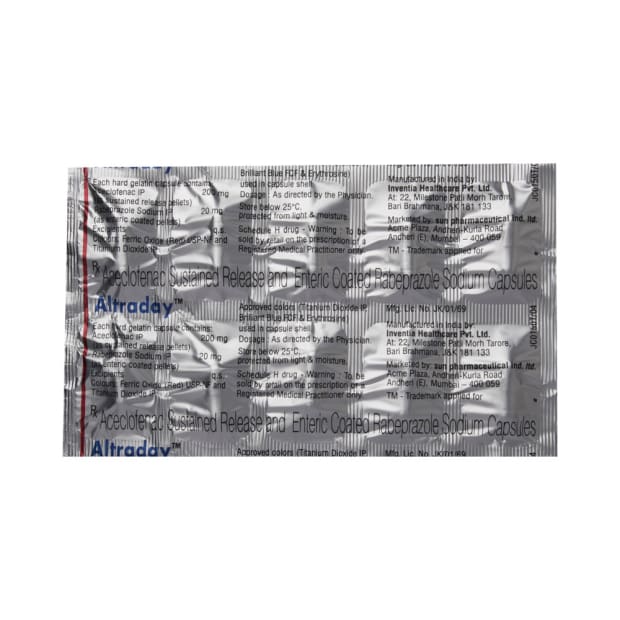 Altraday
Each hard gelatin capsule contains:
Aceclofenac IP 200 mg
(as sustained release pellets)
Rabeprazole Sodium IP 20 mg
(as enteric coated pellets)
Excipients q.s.
Colours: Ferric Oxide (Red) USP-NF and
Titanium Dioxide IP
Brilliant Blue FCF & Erythrosine)
used in capsule shell.
Dosage : As directed by the Physician.
Store below 25°C,
protected from light & moisture.
Schedule H drug - Warning : To be
sold by retail on the prescription of a
Registered Medical Practitioner only.
Manufactured in India by:
Inventia Healthcare Pvt. Ltd.
At: 22, Milestone Patli Morh Tarore,
Bari Brahmana, J&K 181 133
Marketed by: sun pharmaceutical ind. ltd.
Acme Plaza, Andheri-Kurla Road
Andheri (E), Mumbai – 400 059
TM - Trademark applied for
Rx Aceclofenac Sustained Release and Enteric Coated Rabeprazole Sodium Capsules
Altraday™
Each hard gelatin capsule contains:
Aceclofenac IP 200 mg
(as sustained release pellets)
Rabeprazole Sodium IP 20 mg
(as enteric coated pellets)
Excipients q.s.
Colours: Ferric Oxide (Red) USP-NF and
Titanium Dioxide IP
Approved colors (Titanium Dioxide IP
Brilliant Blue FCF & Erythrosine)
used in capsule shell.
Dosage : As directed by the Physician.
Store below 25°C,
protected from light & moisture.
Schedule H drug - Warning : To be
sold by retail on the prescription of a
Registered Medical Practitioner only.
Mfg. Lic. No. JK/01/69
Manufactured in India by:
Inventia Healthcare Pvt. Ltd.
At: 22, Milestone Patli Morh Tarore,
Bari Brahmana, J&K 181 133
Marketed by: sun pharmaceutical ind. ltd.
Acme Plaza, Andheri-Kurla Road
Andheri (E), Mumbai – 400 059
TM - Trademark applied for
Rx Aceclofenac Sustained Release and Enteric Coated Rabeprazole Sodium Capsules
Altraday™
Approved colors (Titanium Dioxide IP
Mfg. Lic. No. JK/01/69